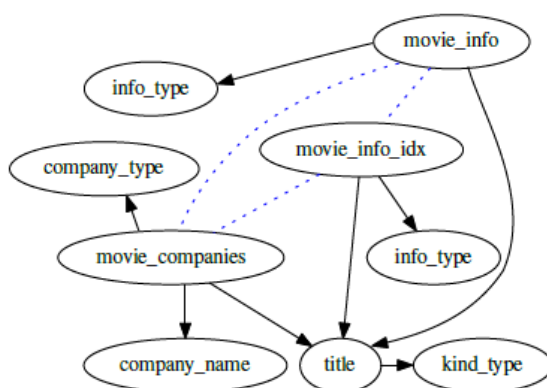 movie_info
info_type
movie_info_idx
company_type
movie_companies
info_type
company_name
title
kind_type